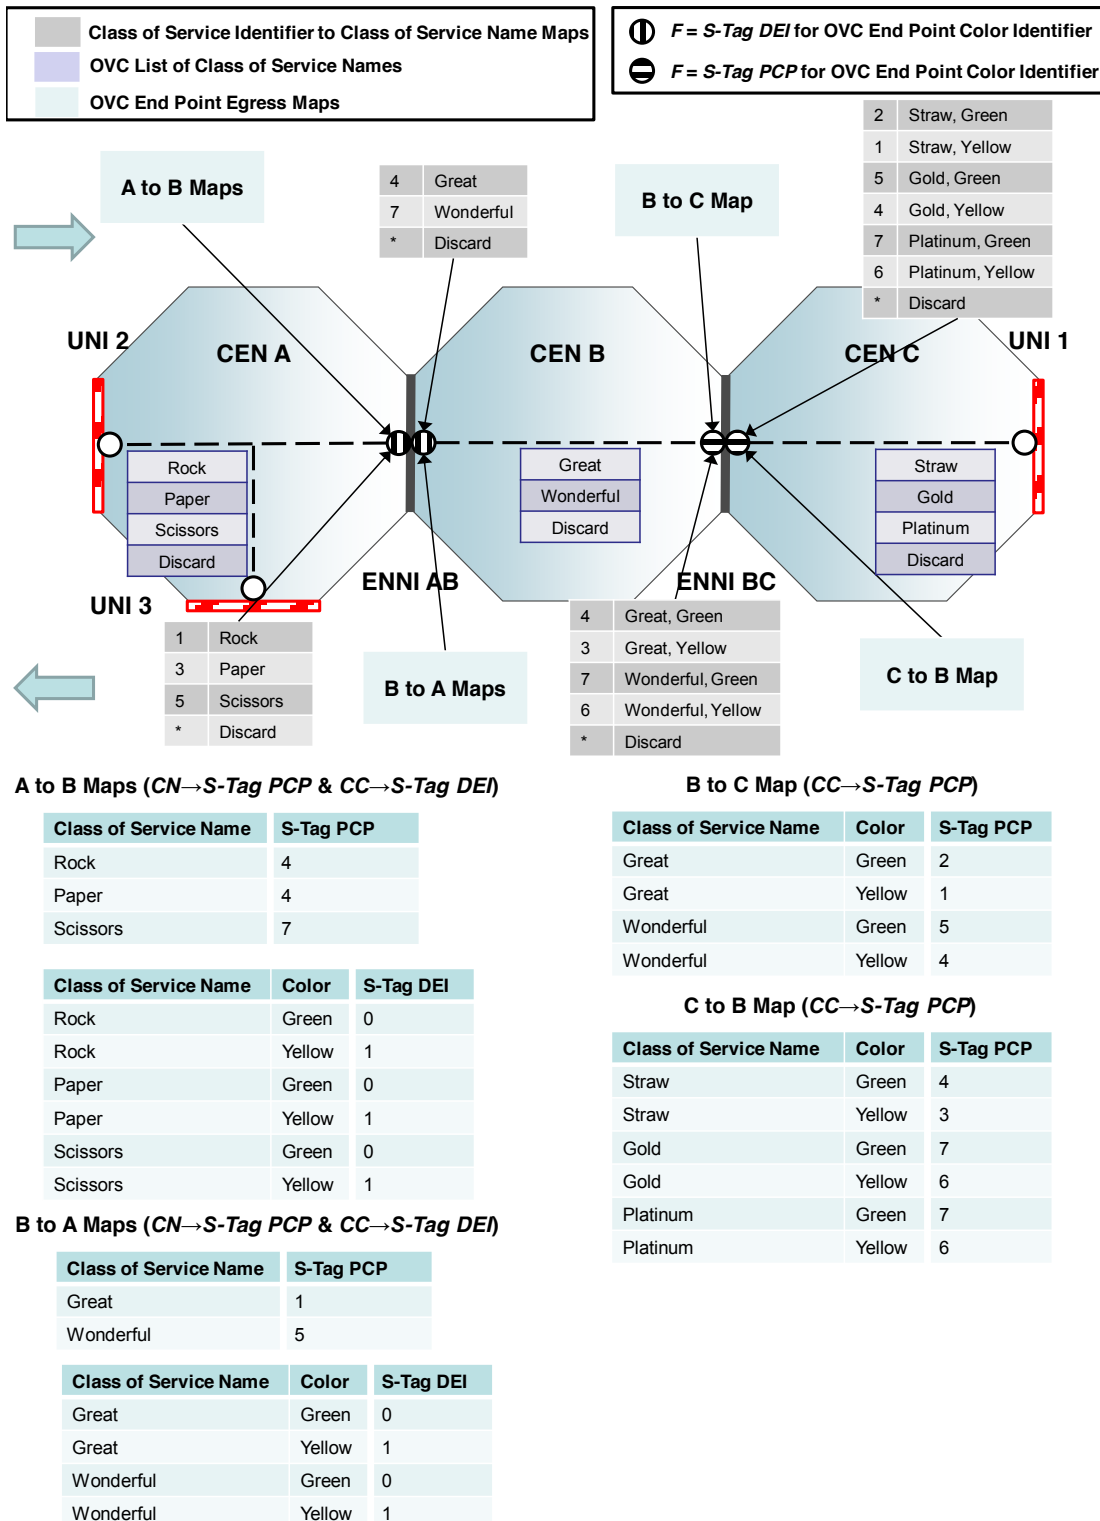 Class of Service Identifier to Class of Service Name Maps
OVC List of Class of Service Names
OVC End Point Egress Maps
F = S-Tag DEI for OVC End Point Color Identifier
F = S-Tag PCP for OVC End Point Color Identifier
2 Straw, Green
1 Straw, Yellow
5 Gold, Green
4 Gold, Yellow
7 Platinum, Green
6 Platinum, Yellow
* Discard
A to B Maps
4 Great
7 Wonderful
* Discard
B to C Map
UNI 2
CEN A
CEN B
CEN C
UNI 1
Rock
Paper
Scissors
Discard
Great
Wonderful
Discard
Straw
Gold
Platinum
Discard
UNI 3
ENNI AB
ENNI BC
1 Rock
3 Paper
5 Scissors
* Discard
B to A Maps
4 Great, Green
3 Great, Yellow
7 Wonderful, Green
6 Wonderful, Yellow
* Discard
C to B Map
A to B Maps (CN→S-Tag PCP & CC→S-Tag DEI)
Class of Service Name S-Tag PCP
Rock 4
Paper 4
Scissors 7
Class of Service Name Color S-Tag DEI
Rock Green 0
Rock Yellow 1
Paper Green 0
Paper Yellow 1
Scissors Green 0
Scissors Yellow 1
B to A Maps (CN→S-Tag PCP & CC→S-Tag DEI)
Class of Service Name S-Tag PCP
Great 1
Wonderful 5
Class of Service Name Color S-Tag DEI
Great Green 0
Great Yellow 1
Wonderful Green 0
Wonderful Yellow 1
B to C Map (CC→S-Tag PCP)
Class of Service Name Color S-Tag PCP
Great Green 2
Great Yellow 1
Wonderful Green 5
Wonderful Yellow 4
C to B Map (CC→S-Tag PCP)
Class of Service Name Color S-Tag PCP
Straw Green 4
Straw Yellow 3
Gold Green 7
Gold Yellow 6
Platinum Green 7
Platinum Yellow 6